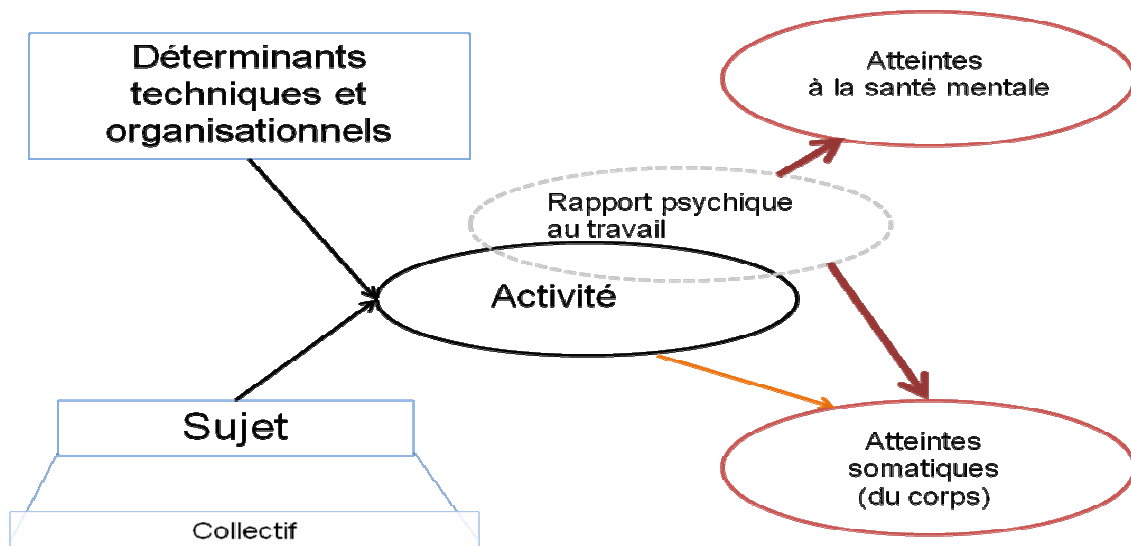 Déterminants
techniques et
organisationnels
Atteintes
à la santé mentale
Rapport psychique
au travail
Activité
Sujet
Collectif
Atteintes
somatiques
(du corps)